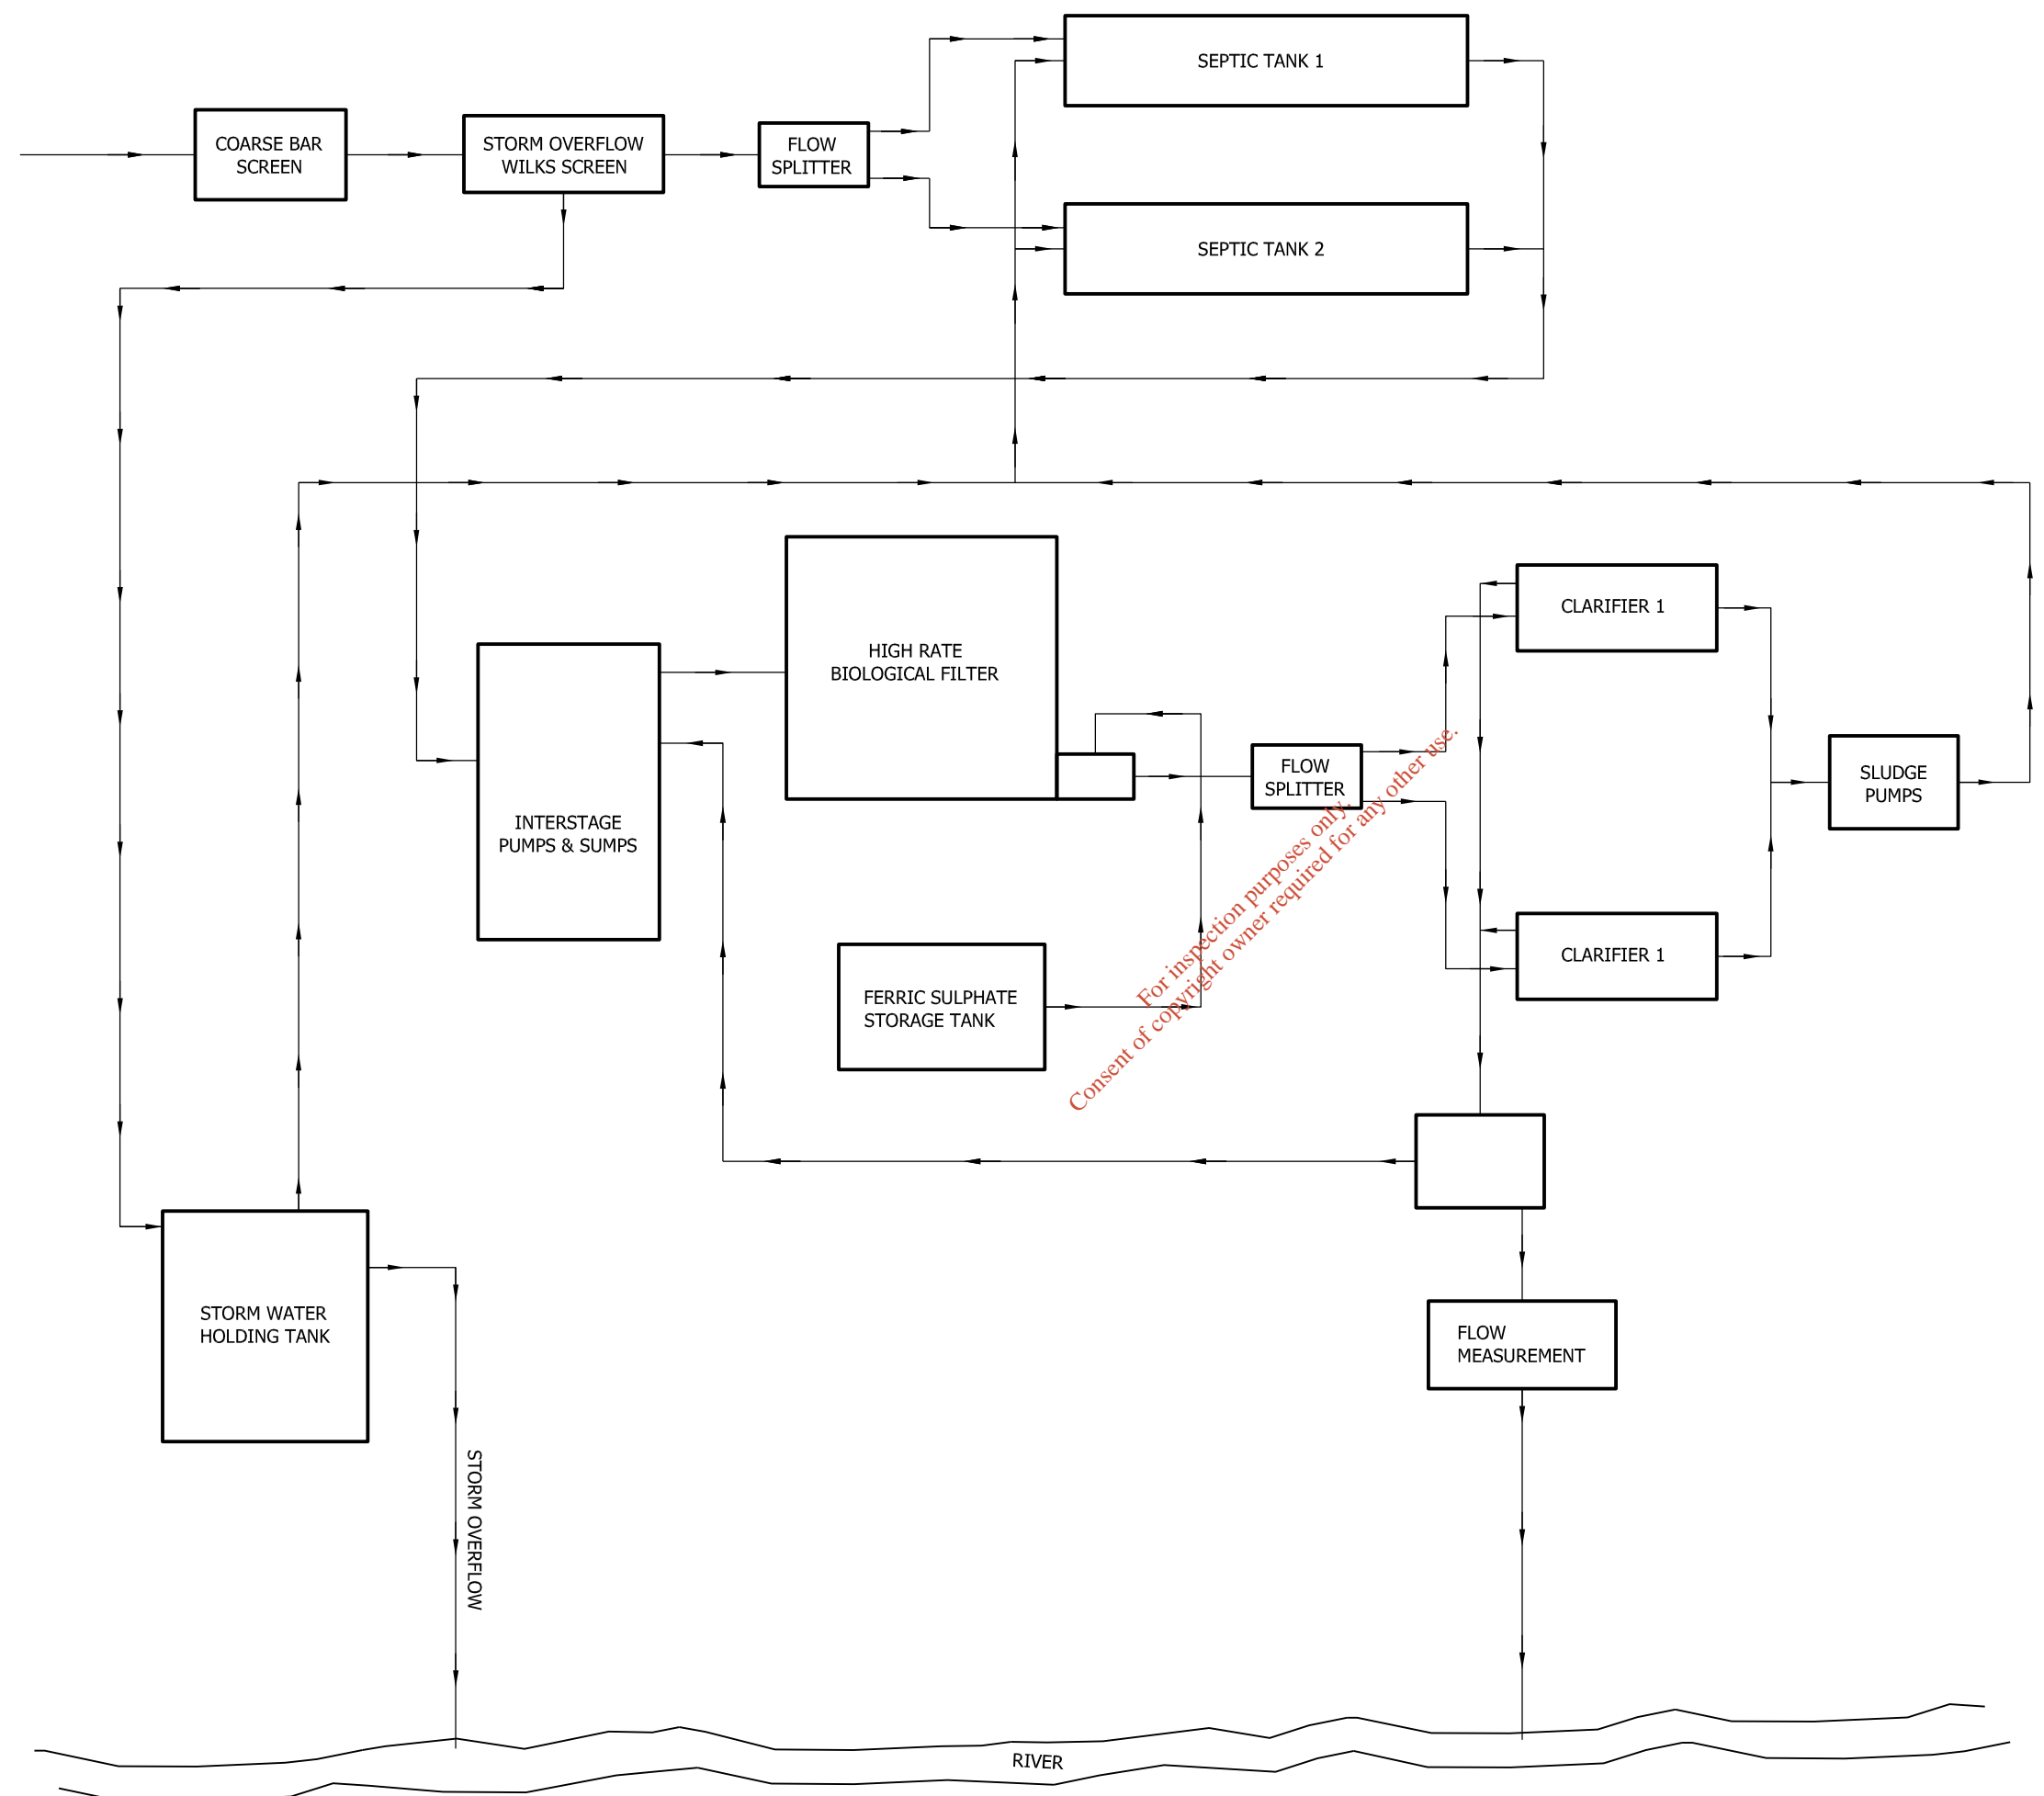 SEPTIC TANK 1
COARSE BAR
SCREEN
STORM OVERFLOW
WILKS SCREEN
FLOW
SPLITTER
SEPTIC TANK 2
HIGH RATE
BIOLOGICAL FILTER
CLARIFIER 1
INTERSTAGE
PUMPS & SUMPS
FLOW
SPLITTER
SLUDGE
PUMPS
FERRIC SULPHATE
STORAGE TANK
CLARIFIER 1
For inspection purposes only.
Consent of copyright owner required for any other use.
STORM WATER
HOLDING TANK
FLOW
MEASUREMENT
STORM OVERFLOW
RIVER